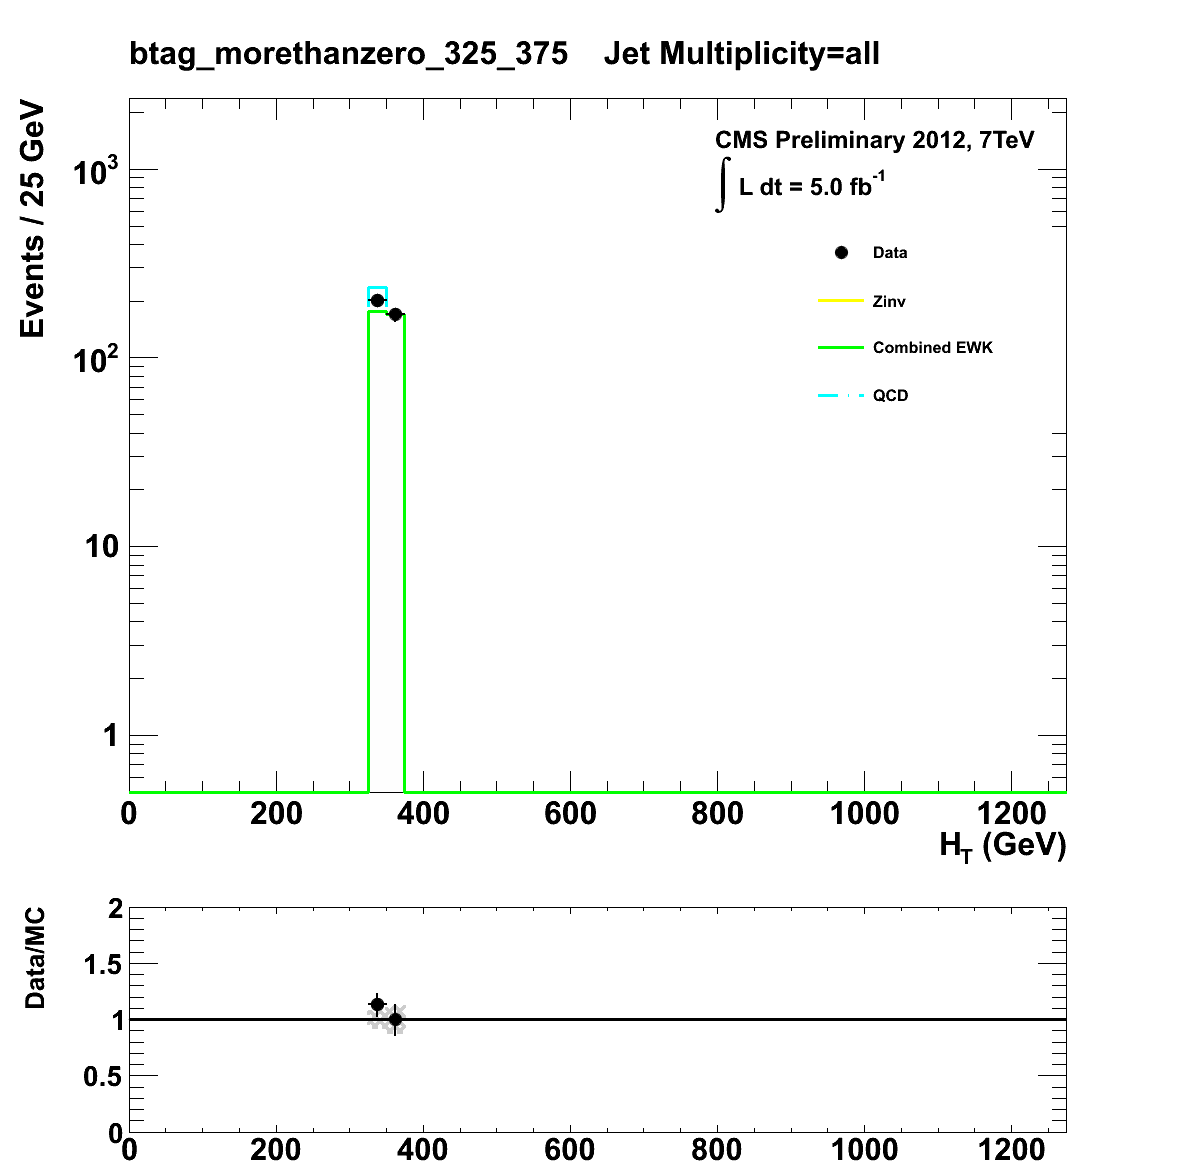 btag_morethanzero_325_375 Jet Multiplicity=all
Events / 25 GeV
CMS Preliminary 2012, 7TeV
∫ L dt = 5.0 fb⁻¹
Data
Zinv
Combined EWK
QCD
10³
10²
10
1
0 200 400 600 800 1000 1200
H_T (GeV)
Data/MC
2
1.5
1
0.5
0
0 200 400 600 800 1000 1200